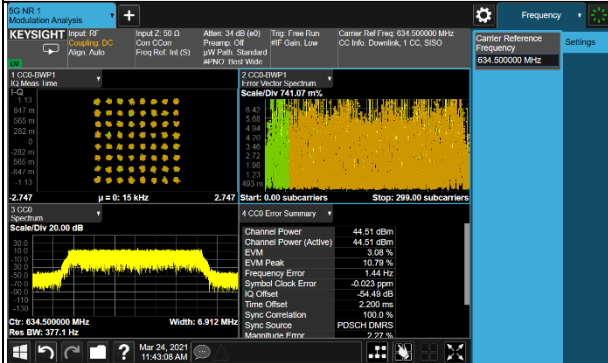 5G NR 1
Modulation Analysis
Frequency
KEYSIGHT
Input: RF
Coupling: DC
Align: Auto
Input Z: 50 Ω
Corr CCorr
Freq Ref: Int (S)
Atten: 34 dB (e0)
Preamp: Off
µW Path: Standard
#PNO: Best Wide
Trig: Free Run
#IF Gain: Low
Carrier Ref Freq: 634.500000 MHz
CC Info: Downlink, 1 CC, SISO
Carrier Reference
Frequency
634.500000 MHz
Settings
1 CC0-BWP1
IQ Meas Time
I-Q
1.13
847 m
565 m
282 m
0
-282 m
-565 m
-847 m
-1.13
-2.747
µ = 0: 15 kHz
2.747
2 CC0-BWP1
Error Vector Spectrum
Scale/Div 741.07 m%
6.42
5.68
4.94
4.20
3.46
2.72
1.98
1.23
493 m
Start: 0.00 subcarriers
Stop: 299.00 subcarriers
3 CC0
Spectrum
Scale/Div 20.00 dB
30.0
10.0
-10.0
-30.0
-50.0
-70.0
-90.0
-110
-130
Ctr: 634.50000 MHz
Width: 6.912 MHz
Res BW: 377.1 Hz
4 CC0 Error Summary
Channel Power 44.51 dBm
Channel Power (Active) 44.51 dBm
EVM 3.08 %
EVM Peak 10.79 %
Frequency Error 1.44 Hz
Symbol Clock Error -0.023 ppm
IQ Offset -54.49 dB
Time Offset 2.200 ms
Sync Correlation 100.0 %
Sync Source PDSCH DMRS
Magnitude Error 2.27 %
?
Mar 24, 2021
11:43:08 AM